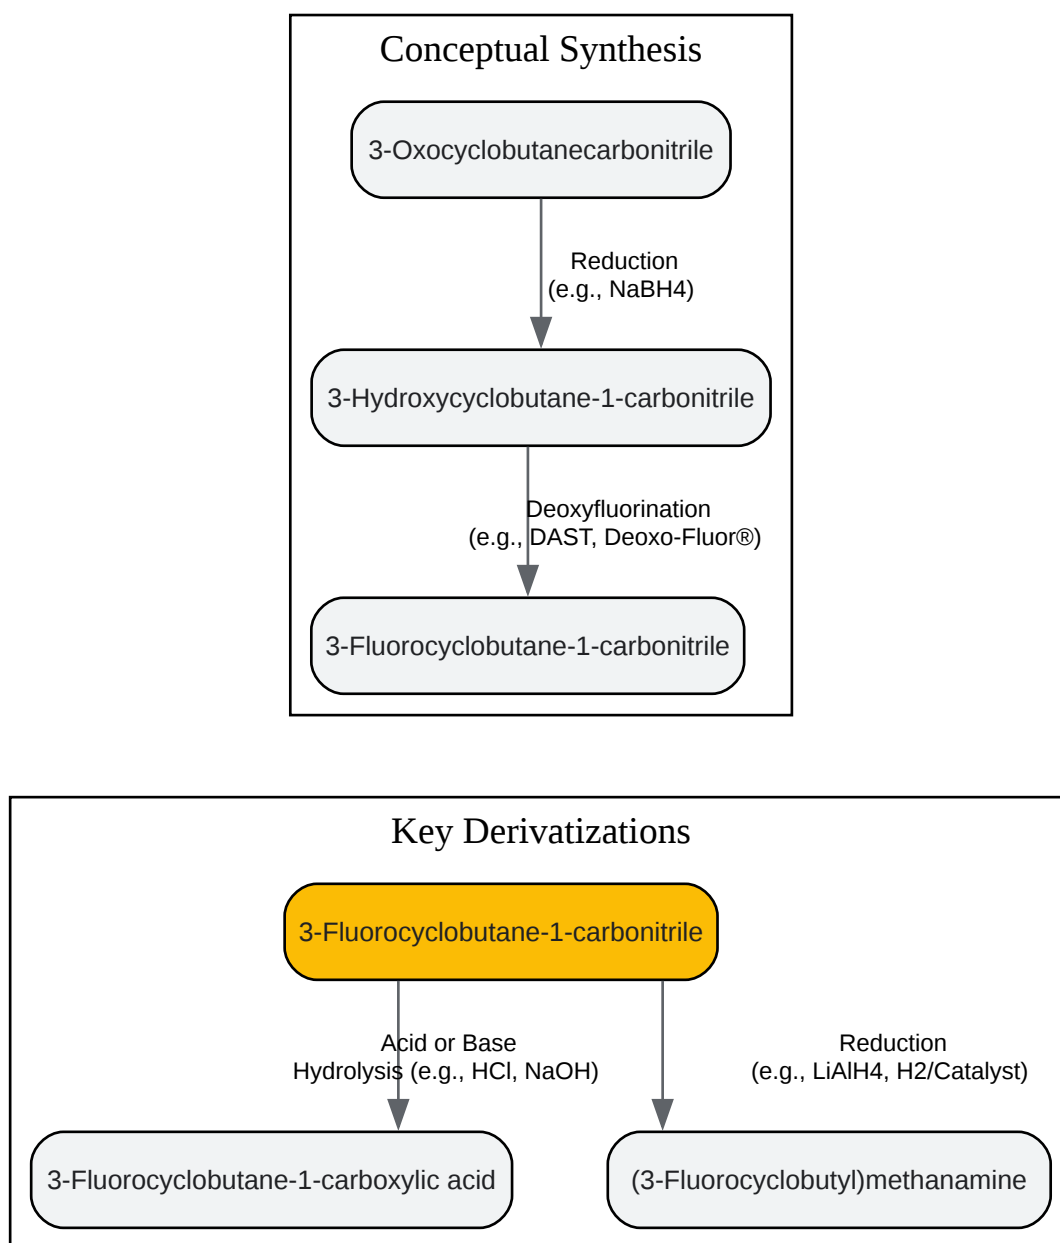 Conceptual Synthesis
3-Oxocyclobutanecarbonitrile
Reduction
(e.g., NaBH4)
3-Hydroxycyclobutane-1-carbonitrile
Deoxyfluorination
(e.g., DAST, Deoxo-Fluor®)
3-Fluorocyclobutane-1-carbonitrile
Key Derivatizations
3-Fluorocyclobutane-1-carbonitrile
Acid or Base
Hydrolysis (e.g., HCl, NaOH)
Reduction
(e.g., LiAlH4, H2/Catalyst)
3-Fluorocyclobutane-1-carboxylic acid
(3-Fluorocyclobutyl)methanamine